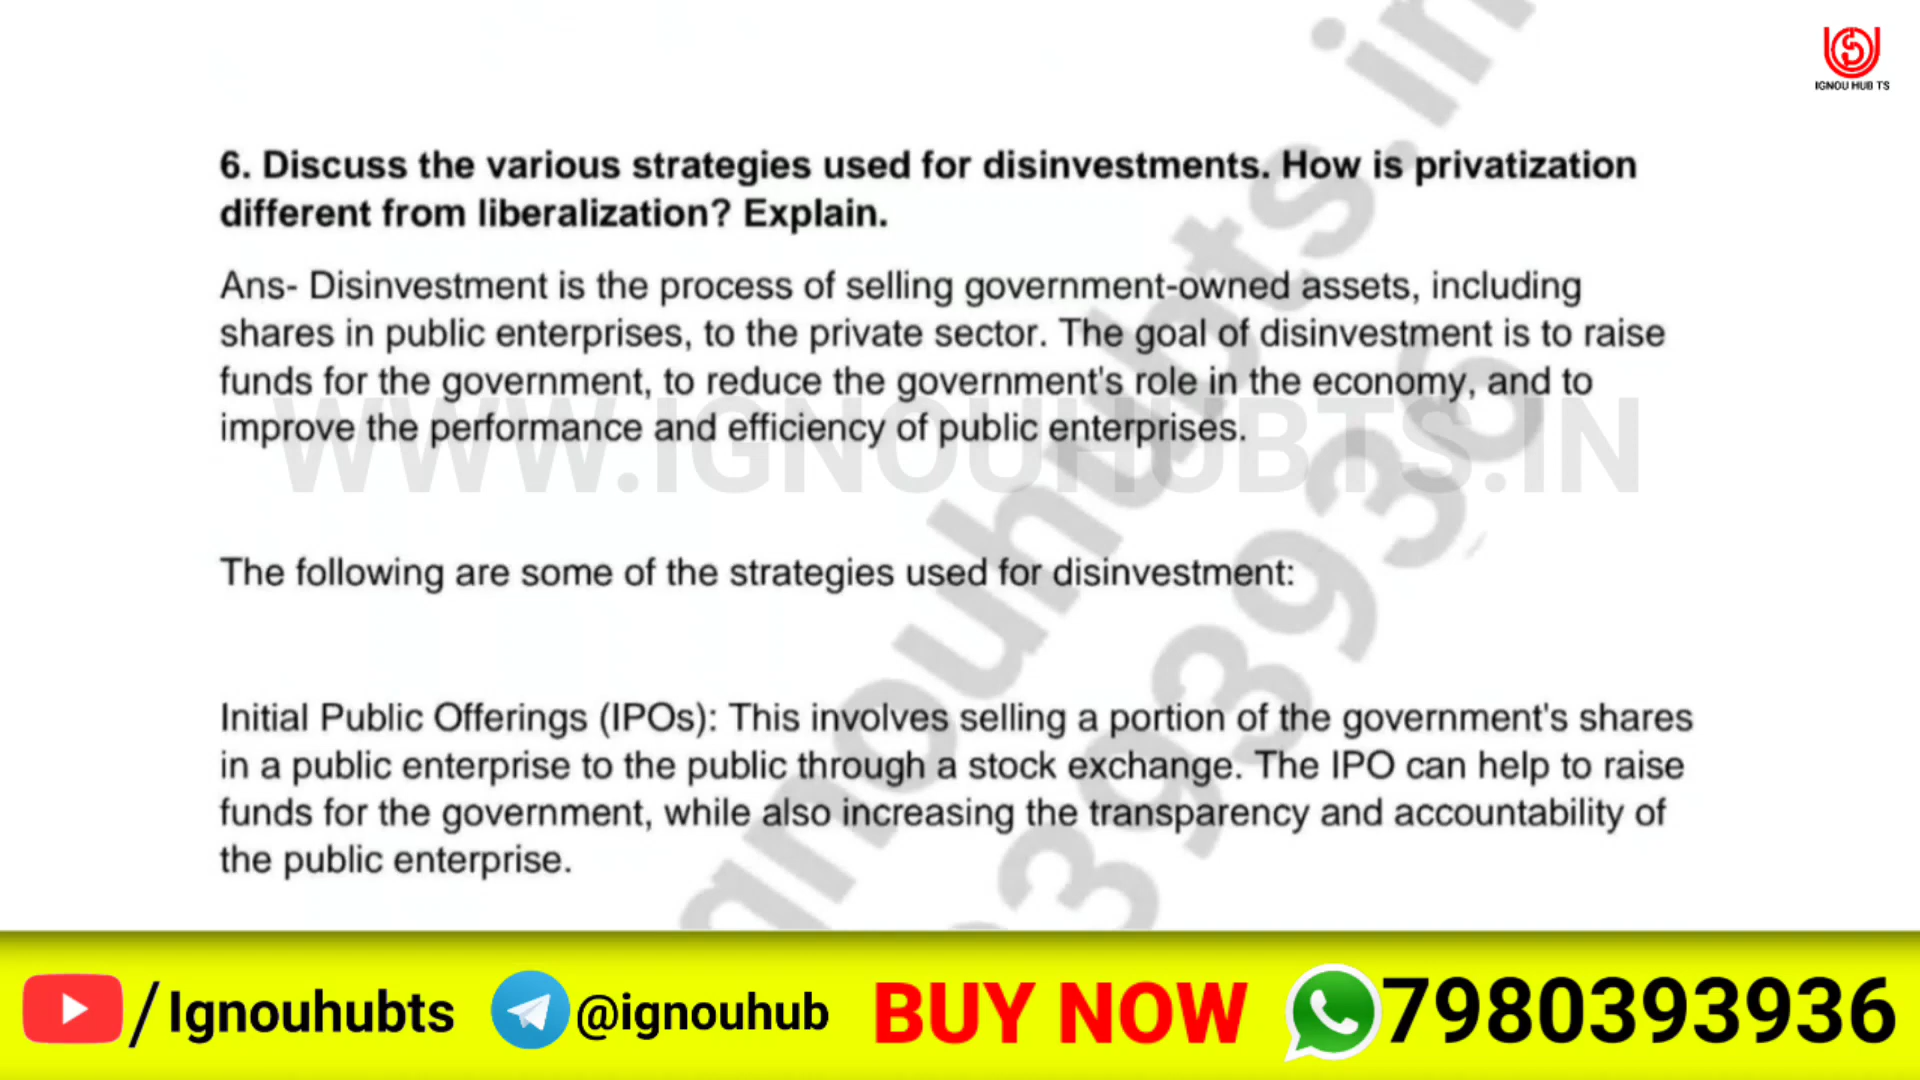 IGNOU HUB TS
6. Discuss the various strategies used for disinvestments. How is privatization
different from liberalization? Explain.
Ans- Disinvestment is the process of selling government-owned assets, including
shares in public enterprises, to the private sector. The goal of disinvestment is to raise
funds for the government, to reduce the government's role in the economy, and to
improve the performance and efficiency of public enterprises.
WWW.IGNOUHUBTS.IN
The following are some of the strategies used for disinvestment:
Initial Public Offerings (IPOs): This involves selling a portion of the government's shares
in a public enterprise to the public through a stock exchange. The IPO can help to raise
funds for the government, while also increasing the transparency and accountability of
the public enterprise.
gnouhubts.in
393936
/Ignouhubts @ignouhub BUY NOW 7980393936